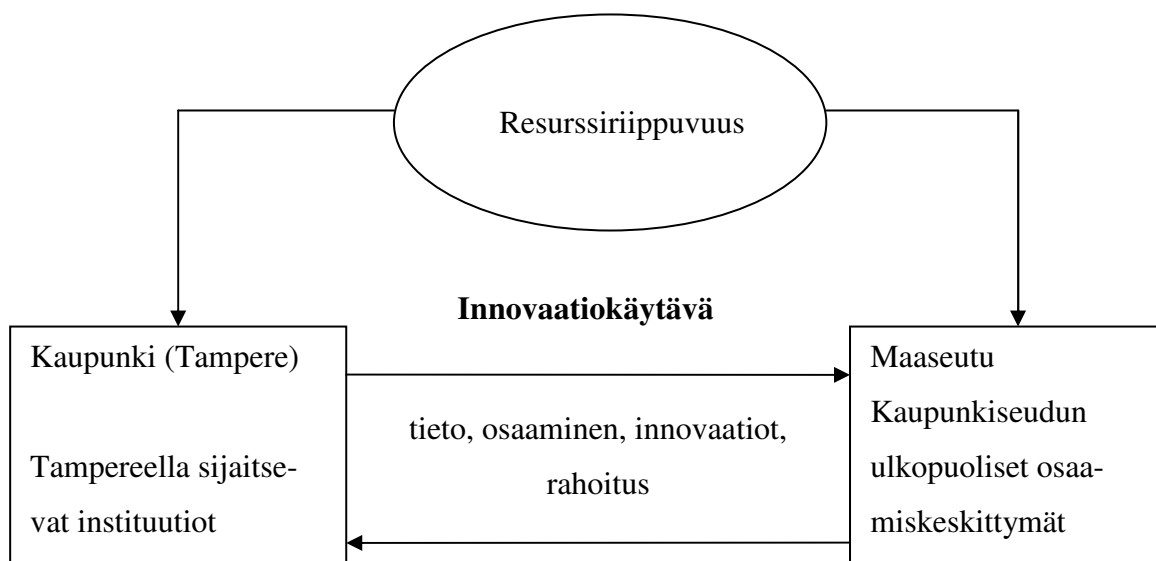 Resurssiriippuvuus
Innovaatiokäytävä
Kaupunki (Tampere)
Tampereella sijaitse-
vat instituutiot
tieto, osaaminen, innovaatiot,
rahoitus
Maaseutu
Kaupunkiseudun
ulkopuoliset osaa-
miskeskittymät